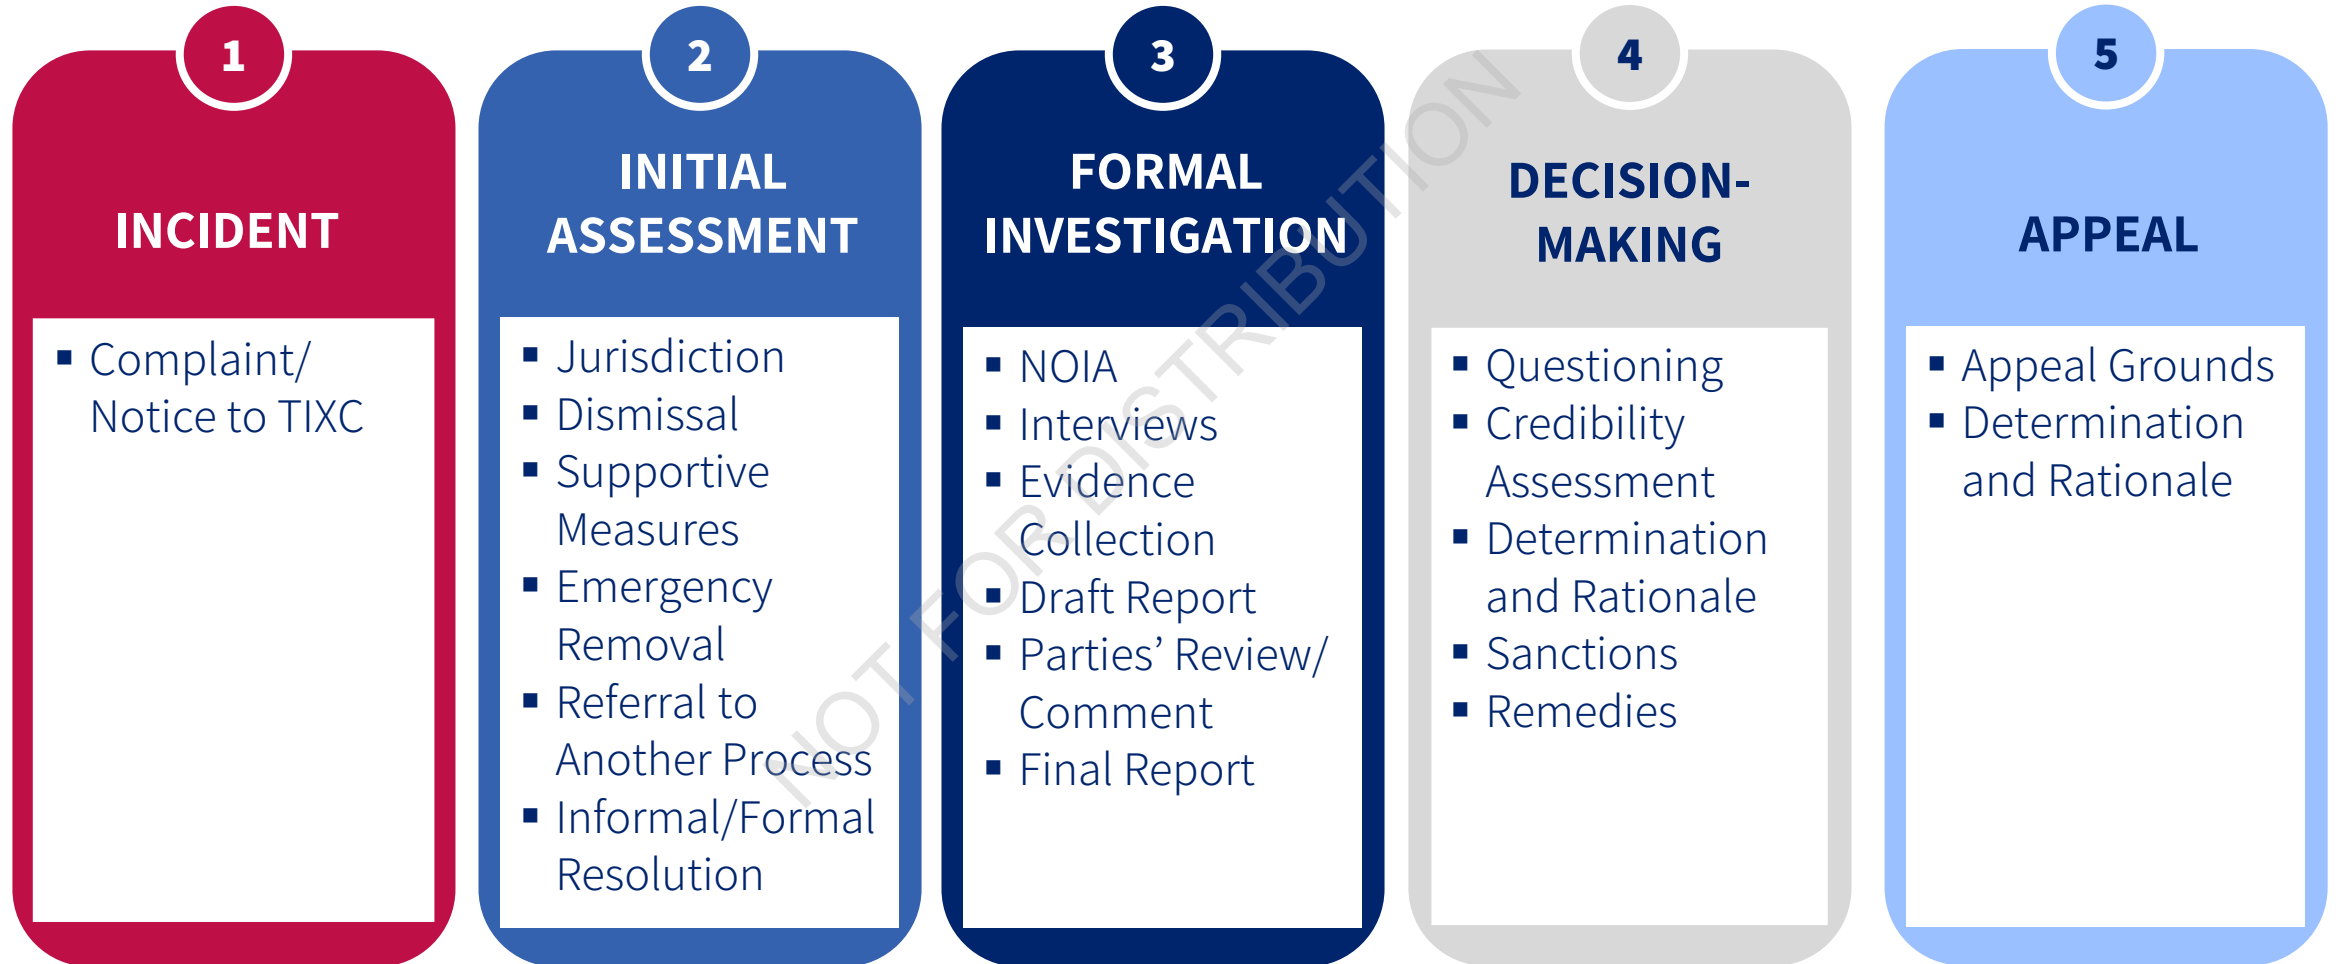 1
INCIDENT
▪ Complaint/
Notice to TIXC
2
INITIAL
ASSESSMENT
▪ Jurisdiction
▪ Dismissal
▪ Supportive
Measures
▪ Emergency
Removal
▪ Referral to
Another Process
▪ Informal/Formal
Resolution
3
FORMAL
INVESTIGATION
▪ NOIA
▪ Interviews
▪ Evidence
Collection
▪ Draft Report
▪ Parties’ Review/
Comment
▪ Final Report
4
DECISION-
MAKING
▪ Questioning
▪ Credibility
Assessment
▪ Determination
and Rationale
▪ Sanctions
▪ Remedies
5
APPEAL
▪ Appeal Grounds
▪ Determination
and Rationale
NOT FOR DISTRIBUTION